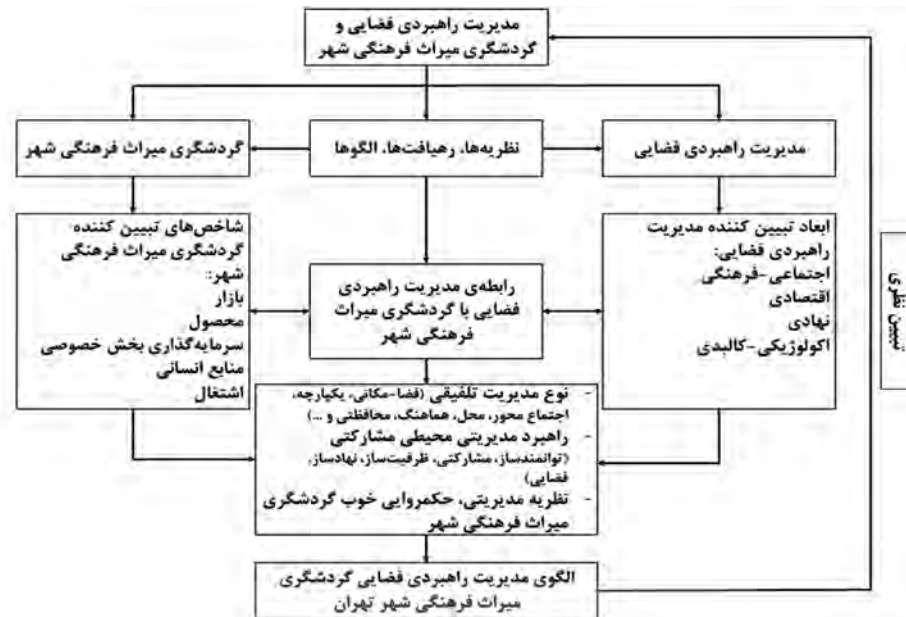 مدیریت راهبردی فضایی و
گردشگری میراث فرهنگی شهر
مدیریت راهبردی فضایی
نظریه‌ها، رهیافت‌ها، الگوها
گردشگری میراث فرهنگی شهر
ابعاد تبیین کننده مدیریت
راهبردی فضایی:
اجتماعی-فرهنگی
اقتصادی
نهادی
اکولوژیکی-کالبدی
رابطه‌ی مدیریت راهبردی
فضایی با گردشگری میراث
فرهنگی شهر
شاخص‌های تبیین کننده
گردشگری میراث فرهنگی
شهر::
بازار
محصول
سرمایه‌گذاری بخش خصوصی
منابع انسانی
اشتغال
- نوع مدیریت تلفیقی (فضا-مکانی، یکپارچه،
اجتماع محور، محل، هماهنگ، محافظتی و ...)
- راهبرد مدیریتی محیطی مشارکتی
(توانمندساز، مشارکتی، ظرفیت‌ساز، نهادساز,
فضایی)
- نظریه مدیریتی، حکمروایی خوب گردشگری
میراث فرهنگی شهر
الگوی مدیریت راهبردی فضایی گردشگری
میراث فرهنگی شهر تهران
تبیین نظری